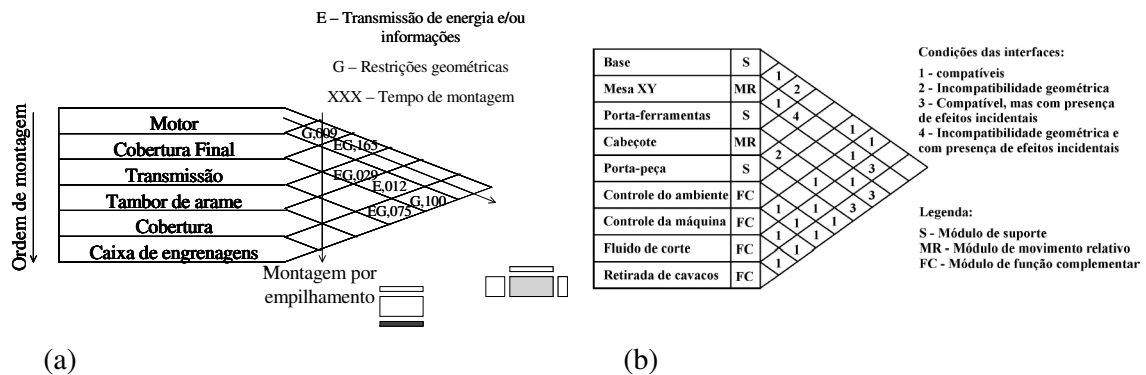 E – Transmissão de energia e/ou
informações
G – Restrições geométricas
XXX – Tempo de montagem
Ordem de montagem
Motor
Cobertura Final
Transmissão
Tambor de arame
Cobertura
Caixa de engrenagens
G,009
EG,165
EG,029
E,012
G,100
EG,075
Montagem por
empilhamento
(a)
Base S
Mesa XY MR
Porta-ferramentas S
Cabeçote MR
Porta-peça S
Controle do ambiente FC
Controle da máquina FC
Fluido de corte FC
Retirada de cavacos FC
1
2
1
4
1
1
1
2
3
1
1
3
1
1
3
1
1
1
1
1
1
Condições das interfaces:
1 - compatíveis
2 - Incompatibilidade geométrica
3 - Compatível, mas com presença
de efeitos incidentais
4 - Incompatibilidade geométrica e
com presença de efeitos incidentais
Legenda:
S - Módulo de suporte
MR - Módulo de movimento relativo
FC - Módulo de função complementar
(b)